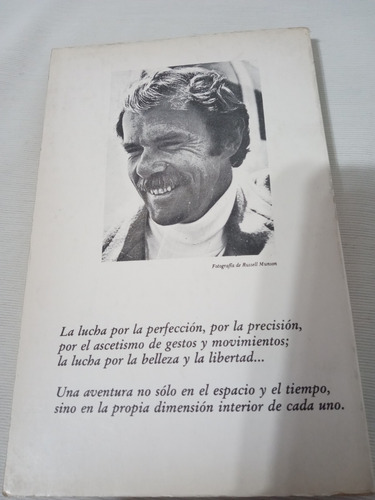 Fotografía de Russell Munson
La lucha por la perfección, por la precisión,
por el ascetismo de gestos y movimientos;
la lucha por la belleza y la libertad...
Una aventura no sólo en el espacio y el tiempo,
sino en la propia dimensión interior de cada uno.